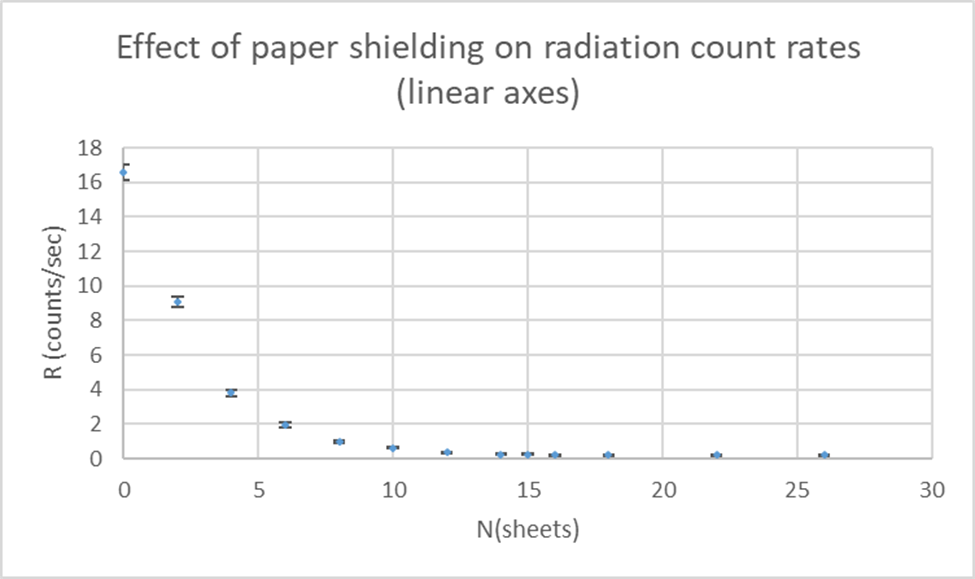 Effect of paper shielding on radiation count rates
(linear axes)
R (counts/sec)
18
16
14
12
10
8
6
4
2
0
0 5 10 15 20 25 30
N(sheets)